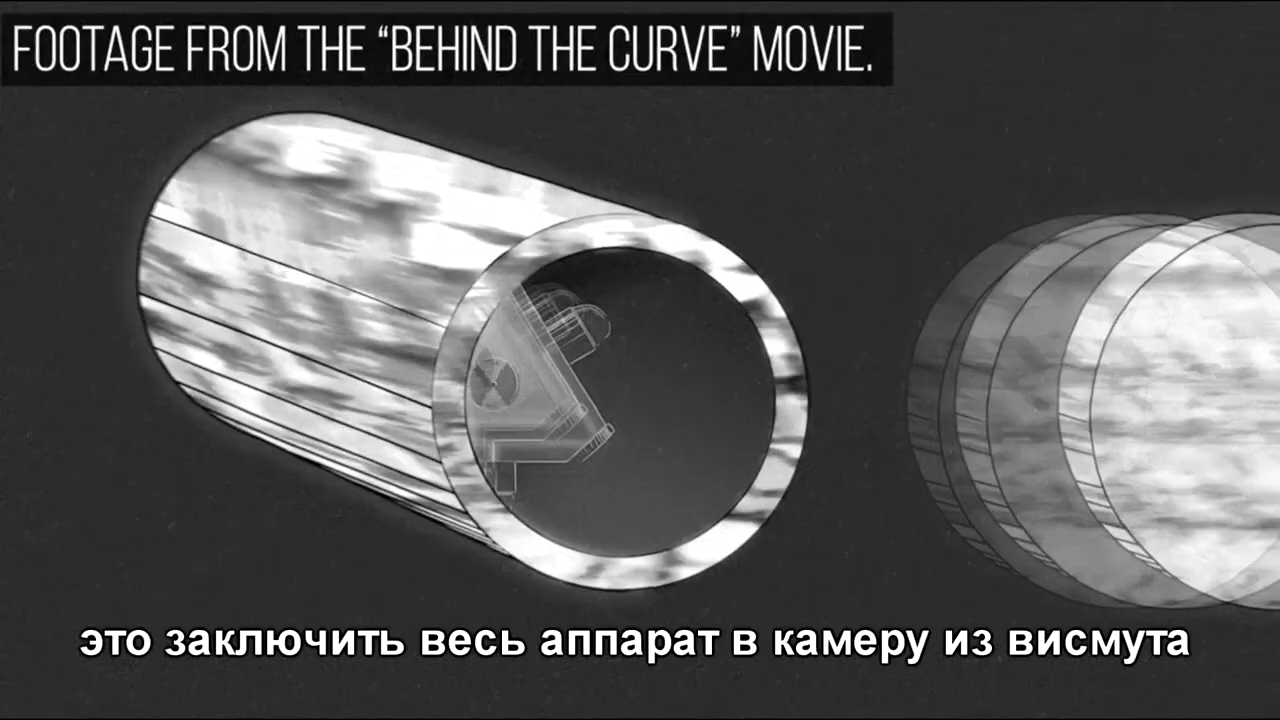 FOOTAGE FROM THE “BEHIND THE CURVE” MOVIE.
это заключить весь аппарат в камеру из висмута